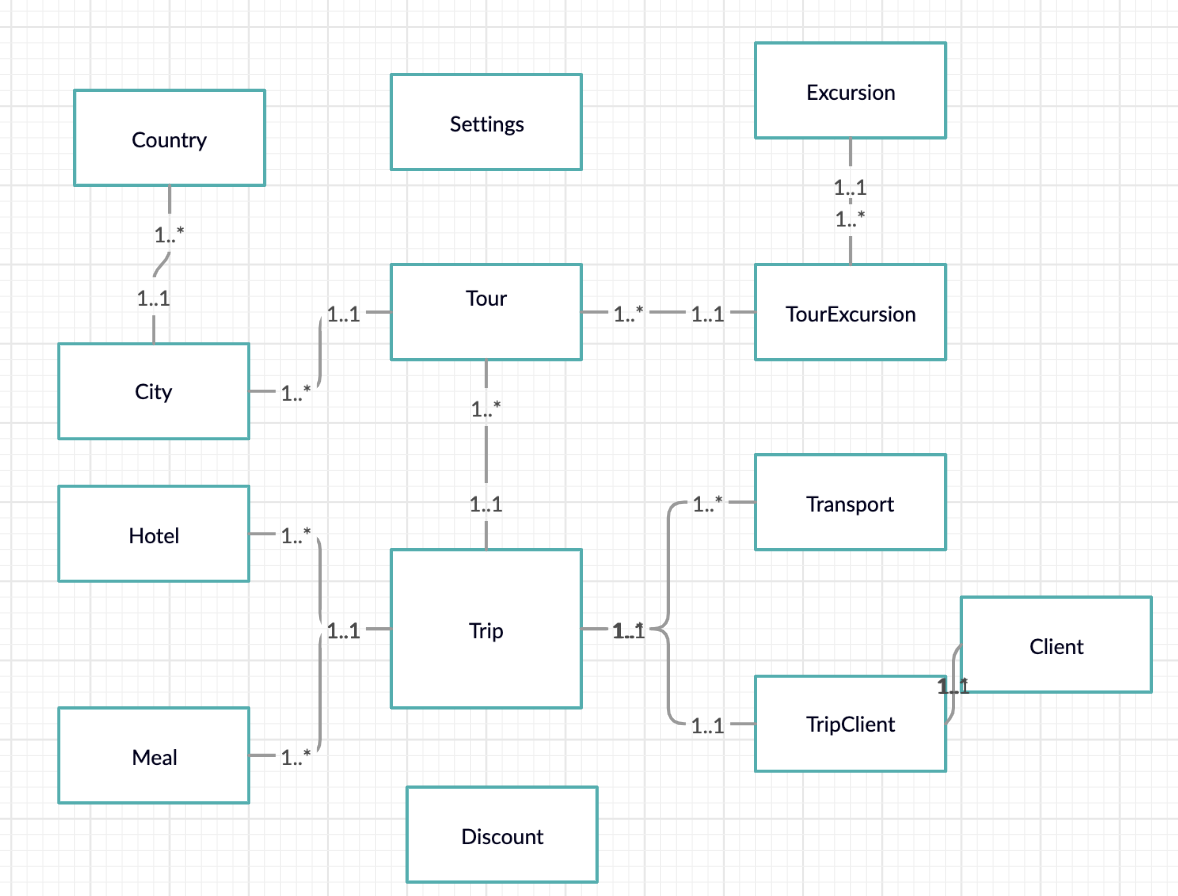 Excursion
Settings
Country
1..1
1..*
1..*
1..1
Tour
1..1
1..*
1..1
TourExcursion
City
1..*
1..*
1..1
Transport
1..*
Hotel
1..*
Trip
1..1
Client
1..1
TripClient
Meal
1..*
Discount